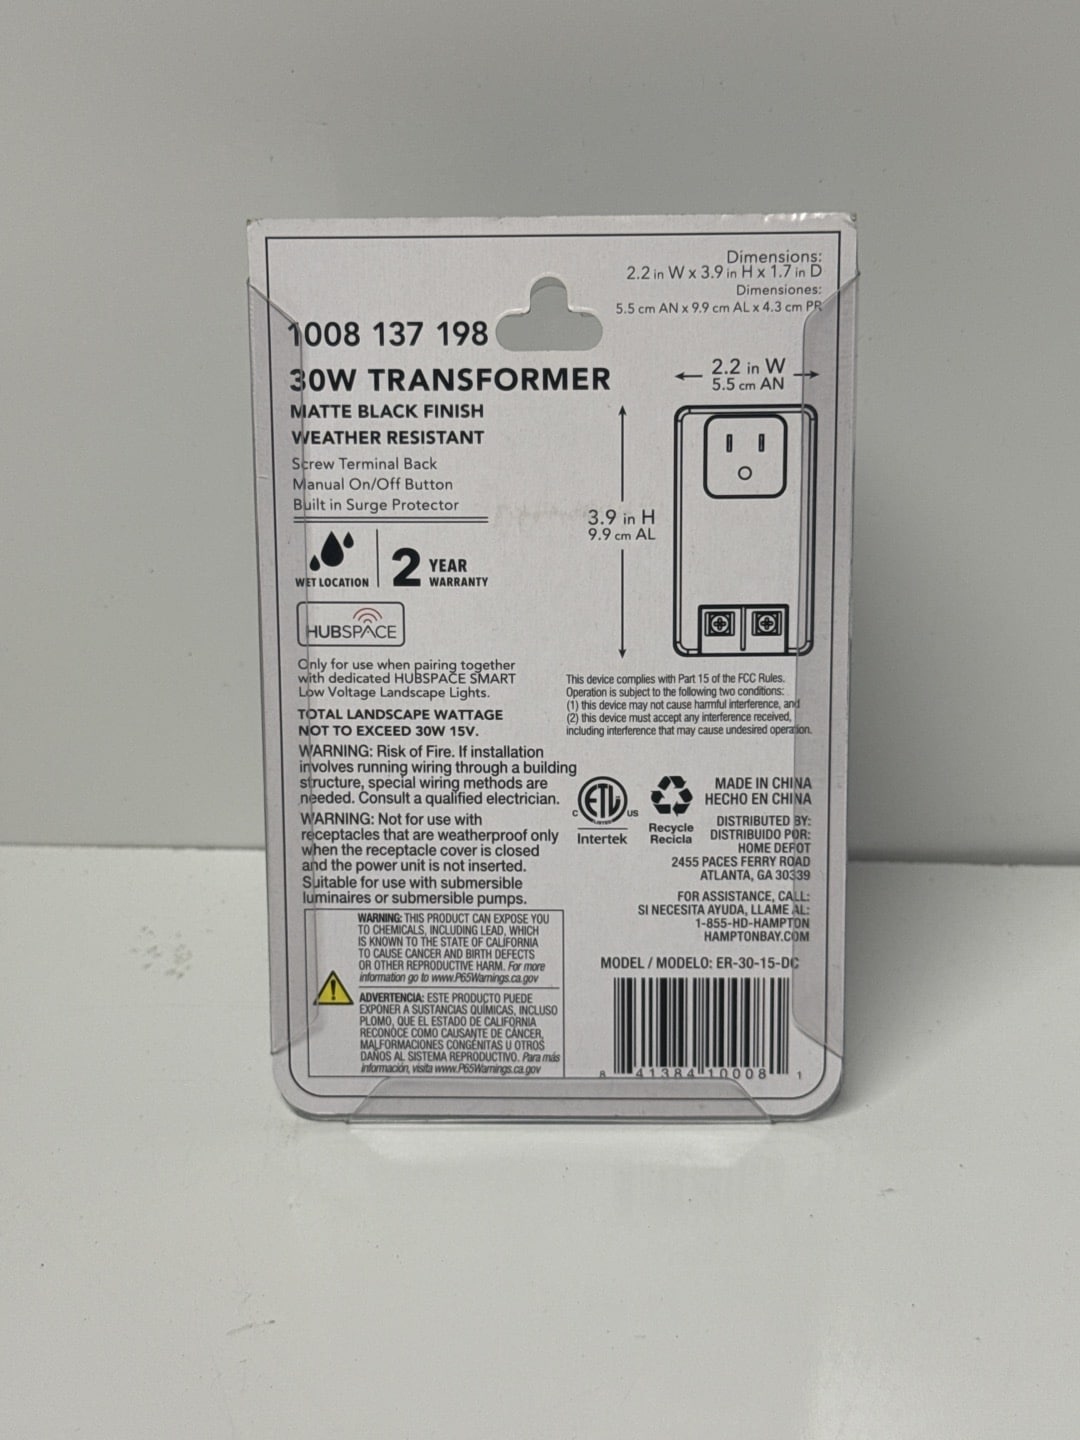 Dimensions:
2.2 in W x 3.9 in H x 1.7 in D
Dimensiones:
5.5 cm AN x 9.9 cm AL x 4.3 cm PR
1008 137 198
30W TRANSFORMER
MATTE BLACK FINISH
WEATHER RESISTANT
Screw Terminal Back
Manual On/Off Button
Built in Surge Protector
WET LOCATION
2 YEAR
WARRANTY
HUBSPACE
2.2 in W
5.5 cm AN
3.9 in H
9.9 cm AL
Only for use when pairing together
with dedicated HUBSPACE SMART
Low Voltage Landscape Lights.
TOTAL LANDSCAPE WATTAGE
NOT TO EXCEED 30W 15V.
WARNING: Risk of Fire. If installation
involves running wiring through a building
structure, special wiring methods are
needed. Consult a qualified electrician.
WARNING: Not for use with
receptacles that are weatherproof only
when the receptacle cover is closed
and the power unit is not inserted.
Suitable for use with submersible
luminaires or submersible pumps.
WARNING: THIS PRODUCT CAN EXPOSE YOU
TO CHEMICALS, INCLUDING LEAD, WHICH
IS KNOWN TO THE STATE OF CALIFORNIA
TO CAUSE CANCER AND BIRTH DEFECTS
OR OTHER REPRODUCTIVE HARM. For more
information go to www.P65Warnings.ca.gov
ADVERTENCIA: ESTE PRODUCTO PUEDE
EXPONER A SUSTANCIAS QUÍMICAS, INCLUSO
PLOMO, QUE EL ESTADO DE CALIFORNIA
RECONOCE COMO CAUSANTE DE CÁNCER,
MALFORMACIONES CONGÉNITAS U OTROS
DAÑOS AL SISTEMA REPRODUCTIVO. Para más
información, visita www.P65Warnings.ca.gov
This device complies with Part 15 of the FCC Rules.
Operation is subject to the following two conditions:
(1) this device may not cause harmful interference, and
(2) this device must accept any interference received,
including interference that may cause undesired operation.
ETL
LISTED
C US
Intertek
Recycle
Recicla
MADE IN CHINA
HECHO EN CHINA
DISTRIBUTED BY:
DISTRIBUIDO POR:
HOME DEPOT
2455 PACES FERRY ROAD
ATLANTA, GA 30339
FOR ASSISTANCE, CALL:
SI NECESITA AYUDA, LLAME AL:
1-855-HD-HAMPTON
HAMPTONBAY.COM
MODEL / MODELO: ER-30-15-DC
8 41384 10008 1